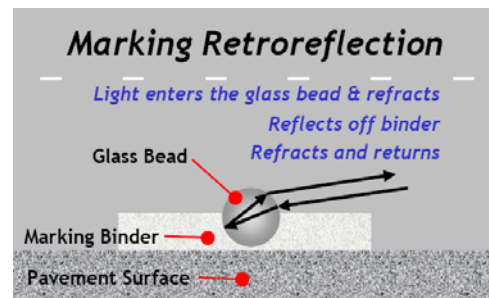 Marking Retroreflection
Light enters the glass bead & refracts
Reflects off binder
Glass Bead
Refracts and returns
Marking Binder
Pavement Surface